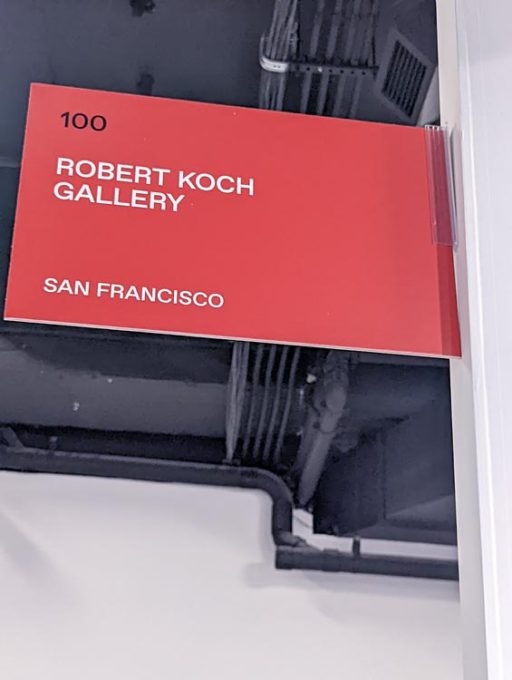 100
ROBERT KOCH
GALLERY
SAN FRANCISCO